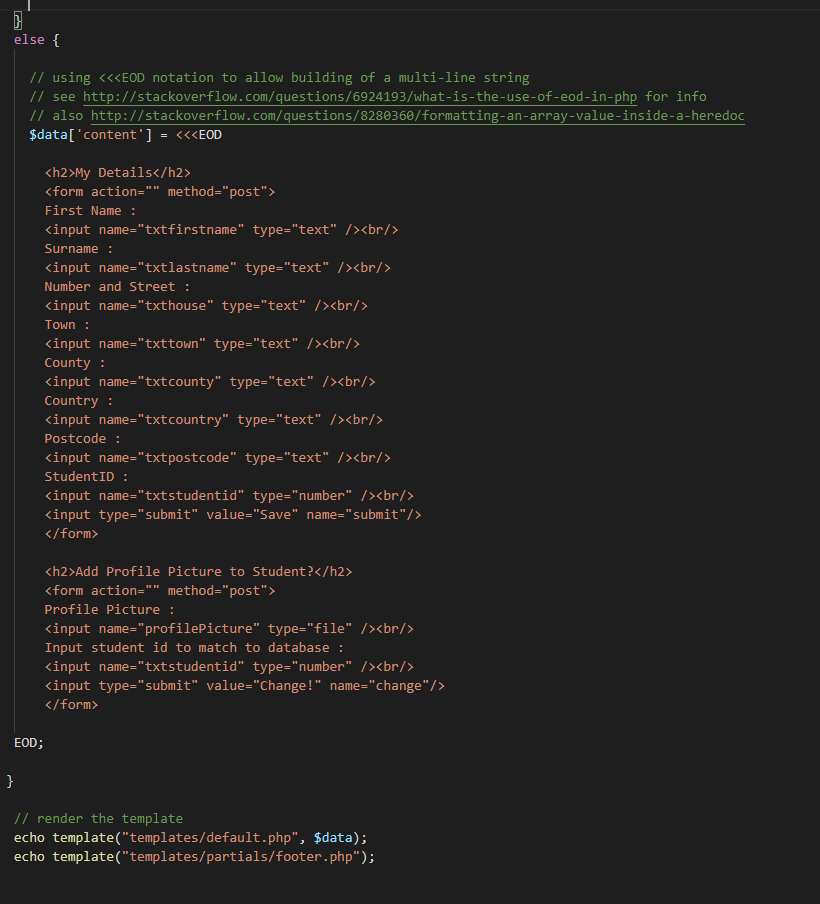 }
else {
// using <<<EOD notation to allow building of a multi-line string
// see http://stackoverflow.com/questions/6924193/what-is-the-use-of-eod-in-php for info
// also http://stackoverflow.com/questions/8280360/formatting-an-array-value-inside-a-heredoc
$data['content'] = <<<EOD
<h2>My Details</h2>
<form action="" method="post">
First Name :
<input name="txtfirstname" type="text" /><br/>
Surname :
<input name="txtlastname" type="text" /><br/>
Number and Street :
<input name="txthouse" type="text" /><br/>
Town :
<input name="txttown" type="text" /><br/>
County :
<input name="txtcounty" type="text" /><br/>
Country :
<input name="txtcountry" type="text" /><br/>
Postcode :
<input name="txtpostcode" type="text" /><br/>
StudentID :
<input name="txtstudentid" type="number" /><br/>
<input type="submit" value="Save" name="submit"/>
</form>
<h2>Add Profile Picture to Student?</h2>
<form action="" method="post">
Profile Picture :
<input name="profilePicture" type="file" /><br/>
Input student id to match to database :
<input name="txtstudentid" type="number" /><br/>
<input type="submit" value="Change!" name="change"/>
</form>
EOD;
}
// render the template
echo template("templates/default.php", $data);
echo template("templates/partials/footer.php");